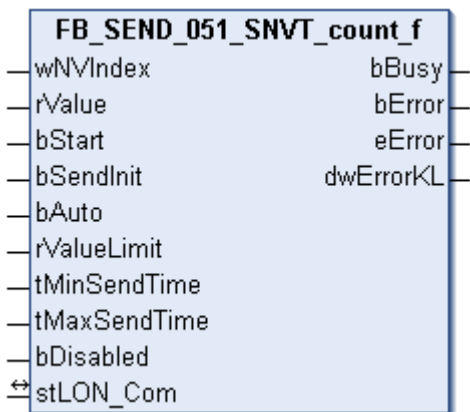 FB_SEND_051_SNVT_count_f
wNVIndex bBusy
rValue bError
bStart eError
bSendInit dwErrorKL
bAuto
rValueLimit
tMinSendTime
tMaxSendTime
bDisabled
stLON_Com